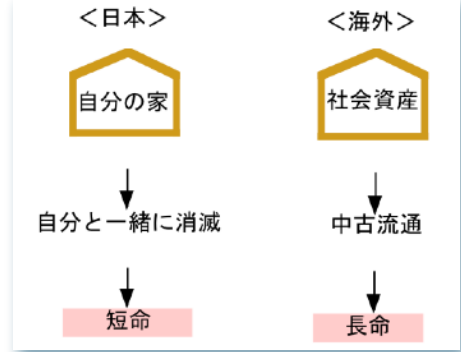 ＜日本＞
自分の家
自分と一緒に消滅
短命
＜海外＞
社会資産
中古流通
長命